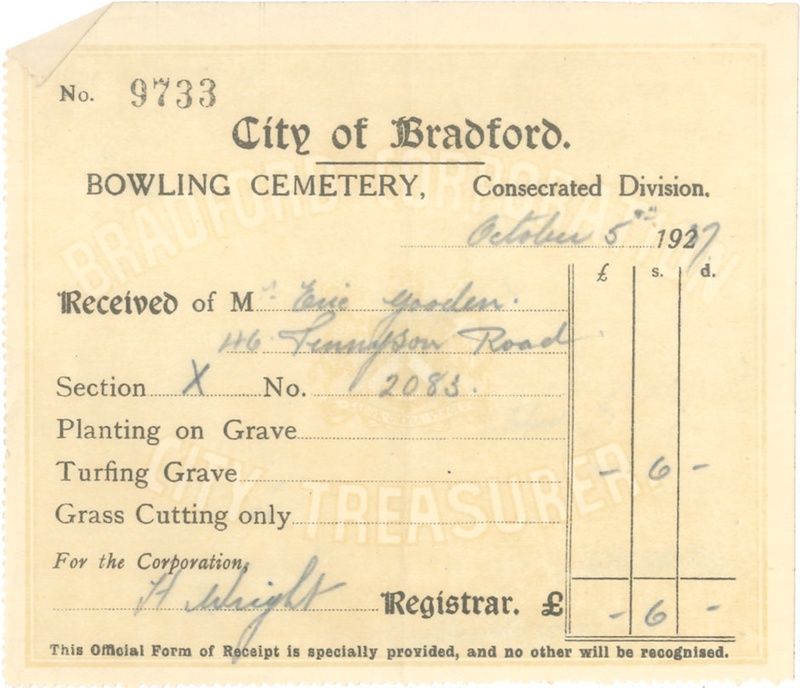 No. 9733
City of Bradford.
BOWLING CEMETERY, Consecrated Division.
October 5th 1927
£ s. d.
Received of Mr Eric Gooden.
46 Tennyson Road
Section X No. 2083.
Planting on Grave
Turfing Grave - 6 -
Grass Cutting only
For the Corporation,
H Wright Registrar. £ - 6 -
This Official Form of Receipt is specially provided, and no other will be recognised.
BRADFORD CORPORATION
CITY TREASURER